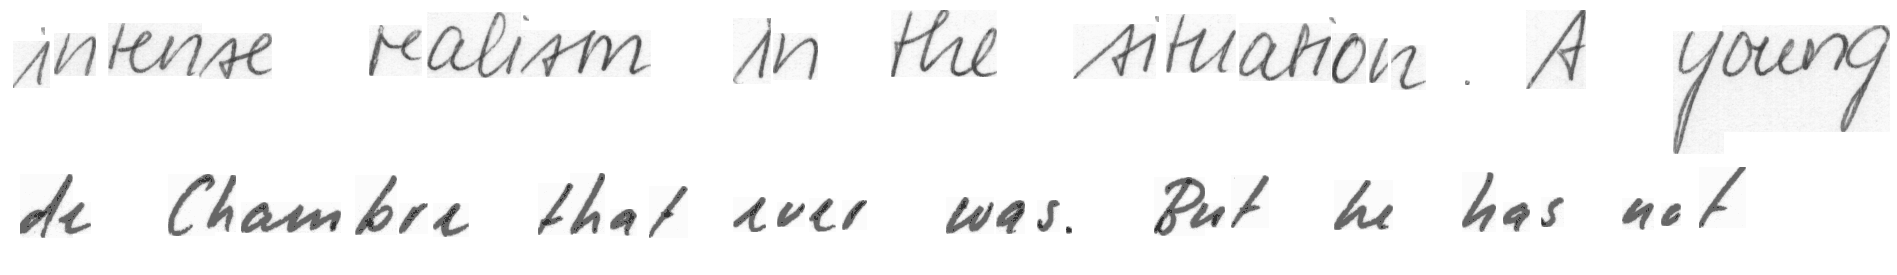 intense realism in the situation. A young
de Chambre that ever was. But he has not